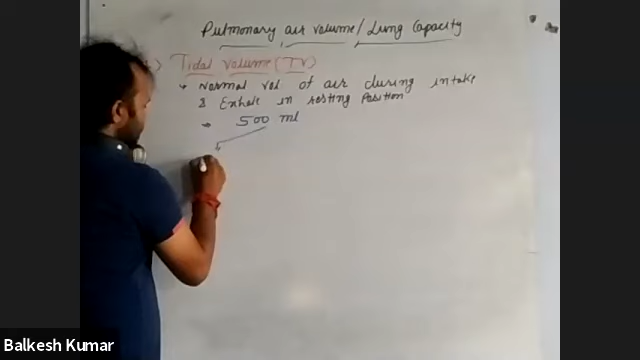 Pulmonary air volume/Lung Capacity
Tidal volume (TV)
Normal vol. of air during intake
& Exhale in resting Position
500 ml
Balkesh Kumar